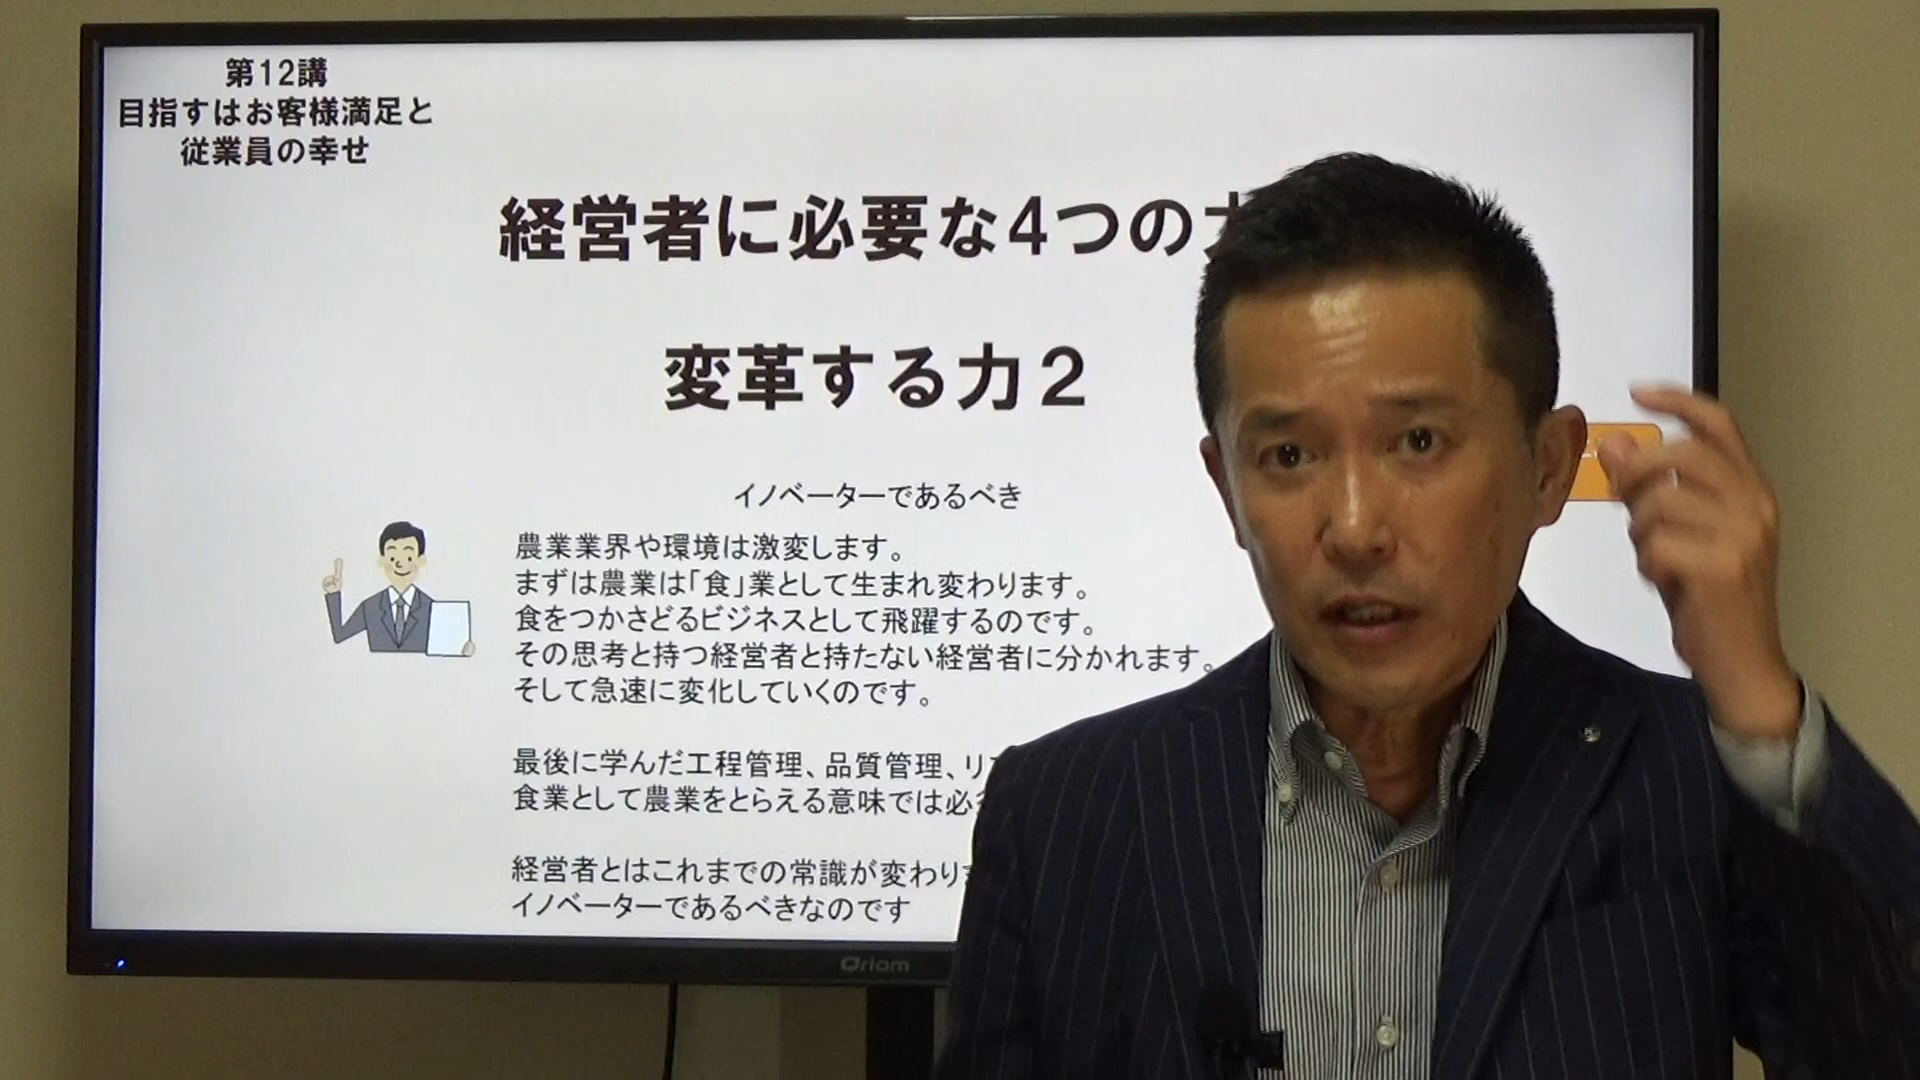 第12講
目指すはお客様満足と
従業員の幸せ
経営者に必要な4つの
変革する力２
イノベーターであるべき
農業業界や環境は激変します。
まずは農業は「食」業として生まれ変わります。
食をつかさどるビジネスとして飛躍するのです。
その思考と持つ経営者と持たない経営者に分かれます。
そして急速に変化していくのです。
最後に学んだ工程管理、品質管理、リ
食業として農業をとらえる意味では必
経営者とはこれまでの常識が変わり
イノベーターであるべきなのです
Qriom